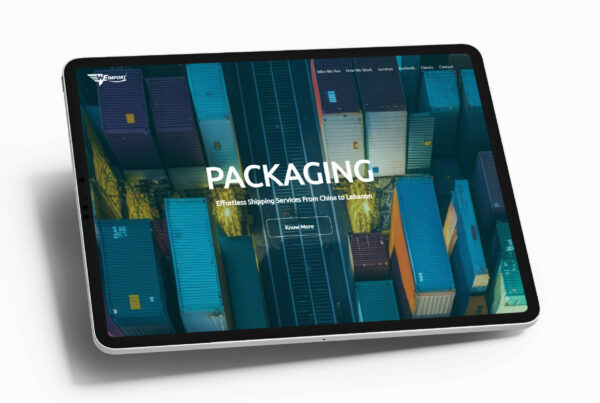 WEIMPORT
Who We Are How We Work Services Methods Clients Contact
PACKAGING
Effortless Shipping Services From China to Lebanon
Know More